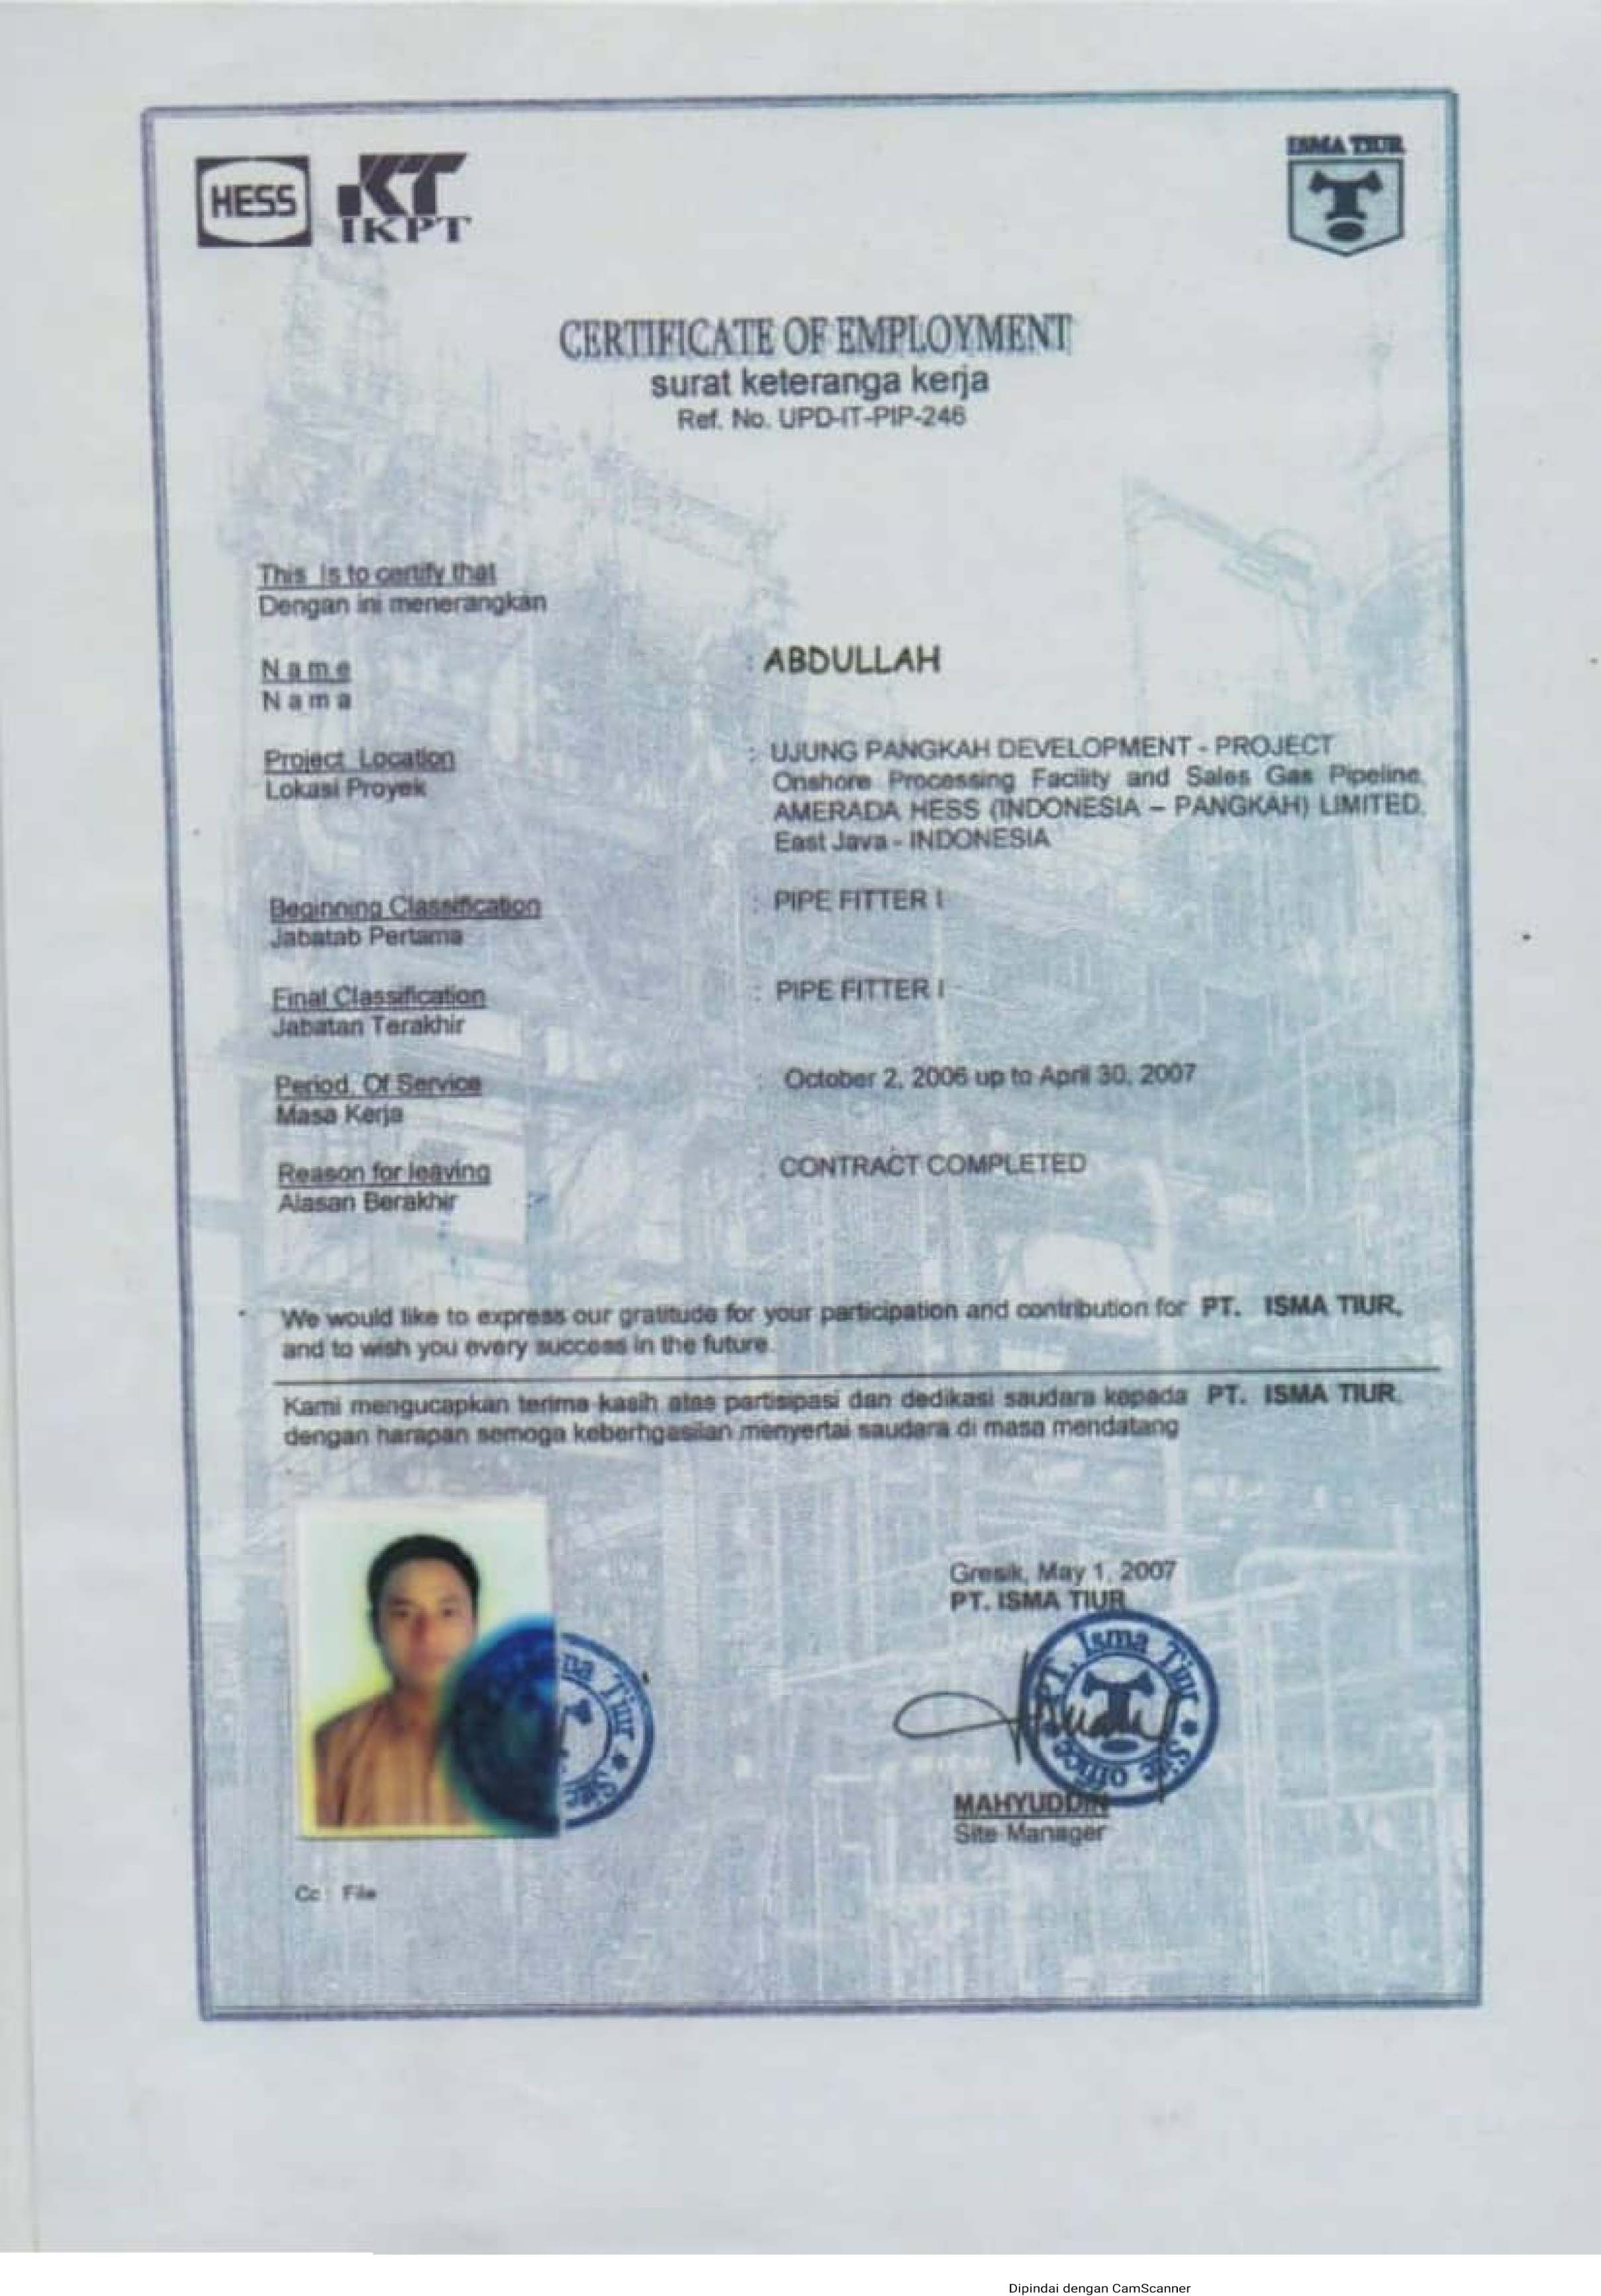 HESS
KT
IKPT
ISMA TIUR
CERTIFICATE OF EMPLOYMENT
surat keteranga kerja
Ref. No. UPD-IT-PIP-246
This Is to certify that
Dengan ini menerangkan
Name : ABDULLAH
Nama
Project Location : UJUNG PANGKAH DEVELOPMENT - PROJECT
Lokasi Proyek Onshore Processing Facility and Sales Gas Pipeline.
AMERADA HESS (INDONESIA – PANGKAH) LIMITED.
East Java - INDONESIA
Beginning Classification : PIPE FITTER I
Jabatab Pertama
Final Classification : PIPE FITTER I
Jabatan Terakhir
Period. Of Service : October 2, 2006 up to April 30, 2007
Masa Kerja
Reason for leaving : CONTRACT COMPLETED
Alasan Berakhir
We would like to express our gratitude for your participation and contribution for PT. ISMA TIUR,
and to wish you every success in the future.
Kami mengucapkan terima kasih atas partisipasi dan dedikasi saudara kepada PT. ISMA TIUR.
dengan harapan semoga keberhgasilan menyertai saudara di masa mendatang
Gresik, May 1, 2007
PT. ISMA TIUR
PT. Isma Tiur * Site office *
ma Tiur * Site
MAHYUDDIN
Site Manager
Cc : File
Dipindai dengan CamScanner